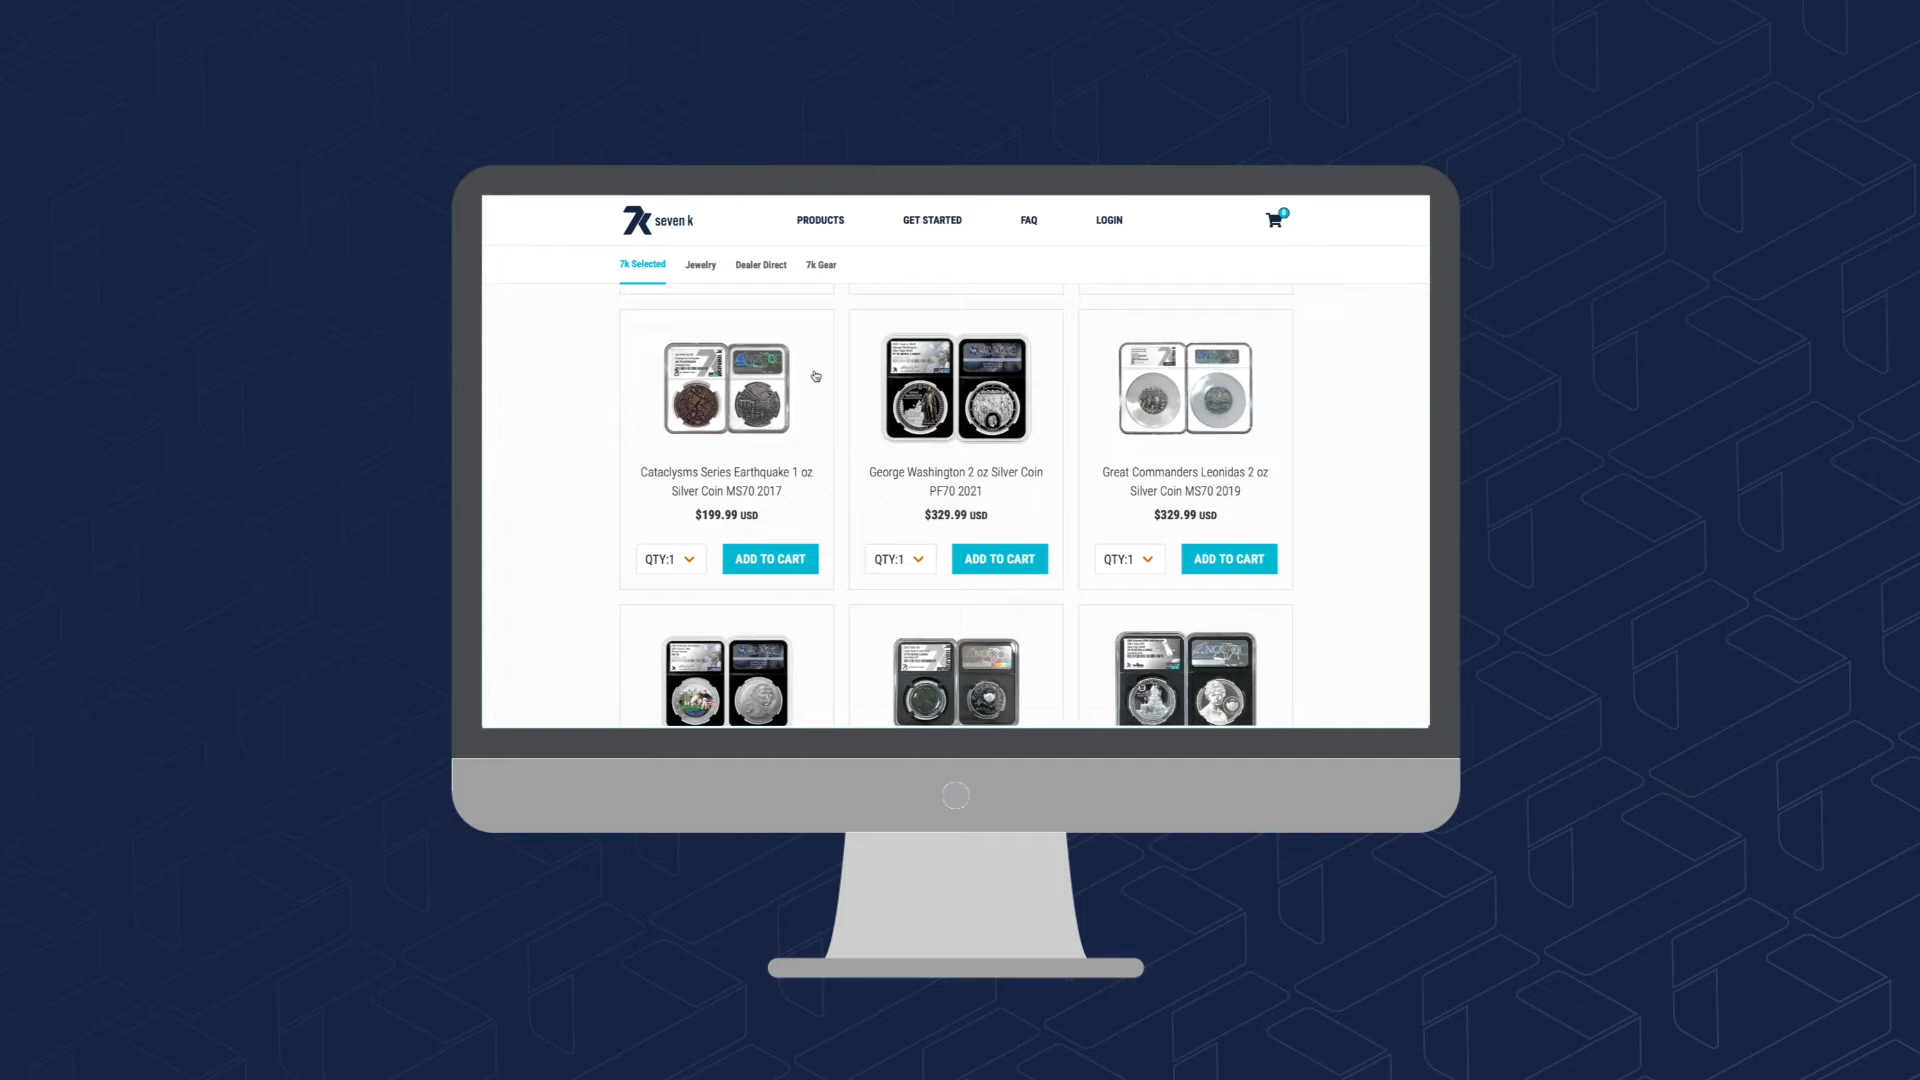 7k seven k
PRODUCTS
GET STARTED
FAQ
LOGIN
0
7k Selected
Jewelry
Dealer Direct
7k Gear
Cataclysms Series Earthquake 1 oz
Silver Coin MS70 2017
$199.99 USD
QTY:1
ADD TO CART
George Washington 2 oz Silver Coin
PF70 2021
$329.99 USD
QTY:1
ADD TO CART
Great Commanders Leonidas 2 oz
Silver Coin MS70 2019
$329.99 USD
QTY:1
ADD TO CART